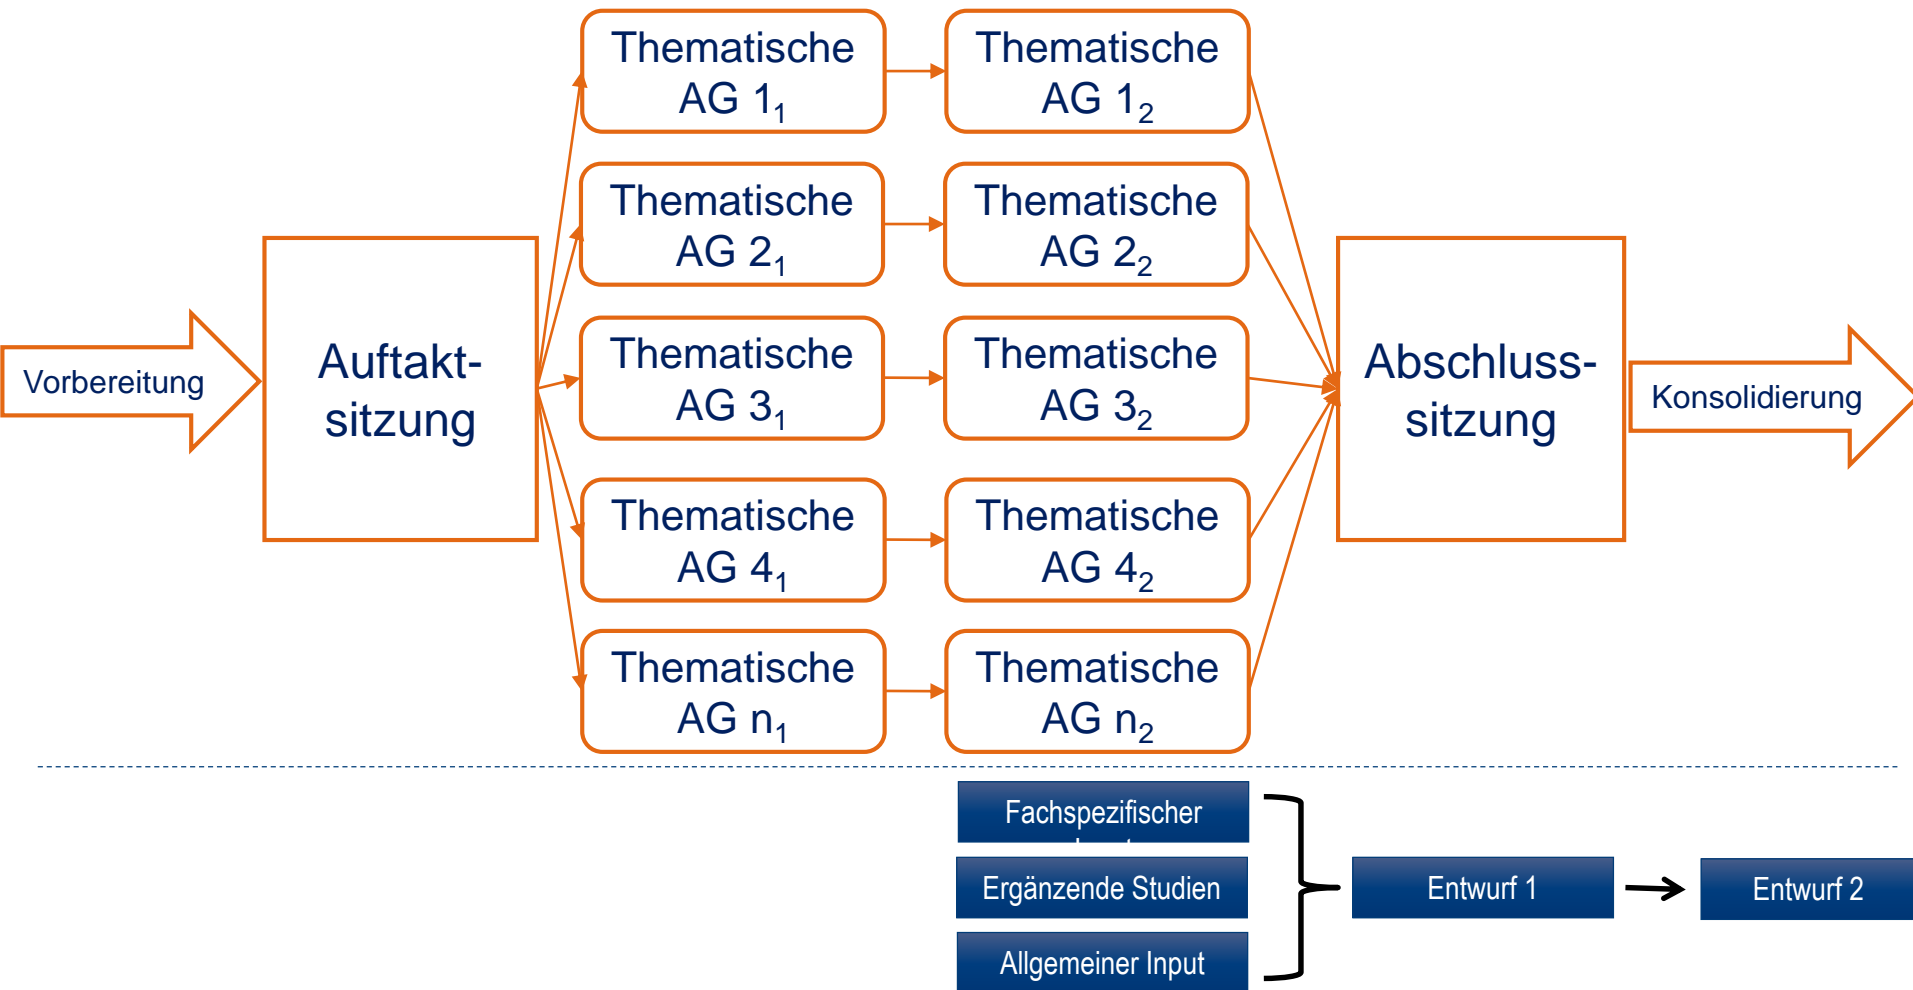 Thematische
AG 1₁
Thematische
AG 1₂
Thematische
AG 2₁
Thematische
AG 2₂
Vorbereitung
Auftakt-
sitzung
Thematische
AG 3₁
Thematische
AG 3₂
Abschluss-
sitzung
Konsolidierung
Thematische
AG 4₁
Thematische
AG 4₂
Thematische
AG n₁
Thematische
AG n₂
Fachspezifischer
Ergänzende Studien
Allgemeiner Input
Entwurf 1
Entwurf 2